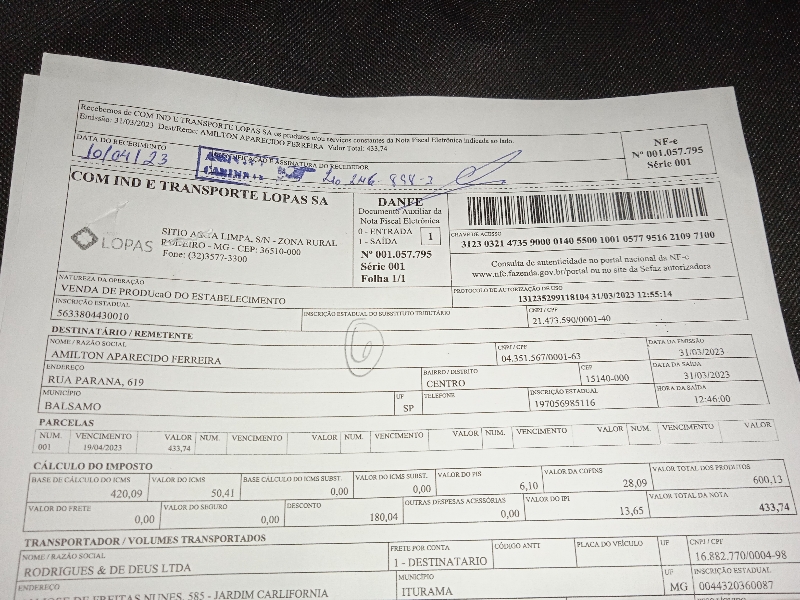 Recebemos de COM IND E TRANSPORTE LOPAS SA os produtos e/ou serviços constantes da Nota Fiscal Eletrônica indicada ao lado.
Emissão: 31/03/2023 Dest/Reme: AMILTON APARECIDO FERREIRA Valor Total: 433,74
DATA DO RECEBIMENTO
10/04/23
IDENTIFICAÇÃO E ASSINATURA DO RECEBEDOR
NF-e
Nº 001.057.795
Série 001
COM IND E TRANSPORTE LOPAS SA
LOPAS
SITIO AGUA LIMPA, S/N - ZONA RURAL
RODEIRO - MG - CEP: 36510-000
Fone: (32)3577-3300
DANFE
Documento Auxiliar da
Nota Fiscal Eletrônica
0 - ENTRADA
1 - SAÍDA
1
Nº 001.057.795
Série 001
Folha 1/1
CHAVE DE ACESSO
3123 0321 4735 9000 0140 5500 1001 0577 9516 2109 7100
Consulta de autenticidade no portal nacional da NF-e
www.nfe.fazenda.gov.br/portal ou no site da Sefaz autorizadora
NATUREZA DA OPERAÇÃO
VENDA DE PRODUcaO DO ESTABELECIMENTO
PROTOCOLO DE AUTORIZAÇÃO DE USO
131235299118104 31/03/2023 12:55:14
INSCRIÇÃO ESTADUAL
5633804430010
INSCRIÇÃO ESTADUAL DO SUBSTITUTO TRIBUTÁRIO
CNPJ / CPF
21.473.590/0001-40
DESTINATÁRIO / REMETENTE
NOME / RAZÃO SOCIAL
AMILTON APARECIDO FERREIRA
CNPJ / CPF
04.351.567/0001-63
DATA DA EMISSÃO
31/03/2023
ENDEREÇO
RUA PARANA, 619
BAIRRO / DISTRITO
CENTRO
CEP
15140-000
DATA DA SAÍDA
31/03/2023
MUNICÍPIO
BALSAMO
UF
SP
TELEFONE
INSCRIÇÃO ESTADUAL
197056985116
HORA DA SAÍDA
12:46:00
6
PARCELAS
NUM. VENCIMENTO VALOR NUM. VENCIMENTO VALOR NUM. VENCIMENTO VALOR NUM. VENCIMENTO VALOR NUM. VENCIMENTO VALOR
001 19/04/2023 433,74
CÁLCULO DO IMPOSTO
BASE DE CÁLCULO DO ICMS
420,09
VALOR DO ICMS
50,41
BASE CÁLCULO DO ICMS SUBST.
0,00
VALOR DO ICMS SUBST.
0,00
VALOR DO PIS
6,10
VALOR DA COFINS
28,09
VALOR TOTAL DOS PRODUTOS
600,13
VALOR DO FRETE
0,00
VALOR DO SEGURO
0,00
DESCONTO
180,04
OUTRAS DESPESAS ACESSÓRIAS
0,00
VALOR DO IPI
13,65
VALOR TOTAL DA NOTA
433,74
TRANSPORTADOR / VOLUMES TRANSPORTADOS
NOME / RAZÃO SOCIAL
RODRIGUES & DE DEUS LTDA
FRETE POR CONTA
1 - DESTINATARIO
CÓDIGO ANTT
PLACA DO VEÍCULO
UF
CNPJ / CPF
16.882.770/0004-98
ENDEREÇO
JOSE DE FREITAS NUNES, 585 - JARDIM CARLIFORNIA
MUNICÍPIO
ITURAMA
UF
MG
INSCRIÇÃO ESTADUAL
0044320360087